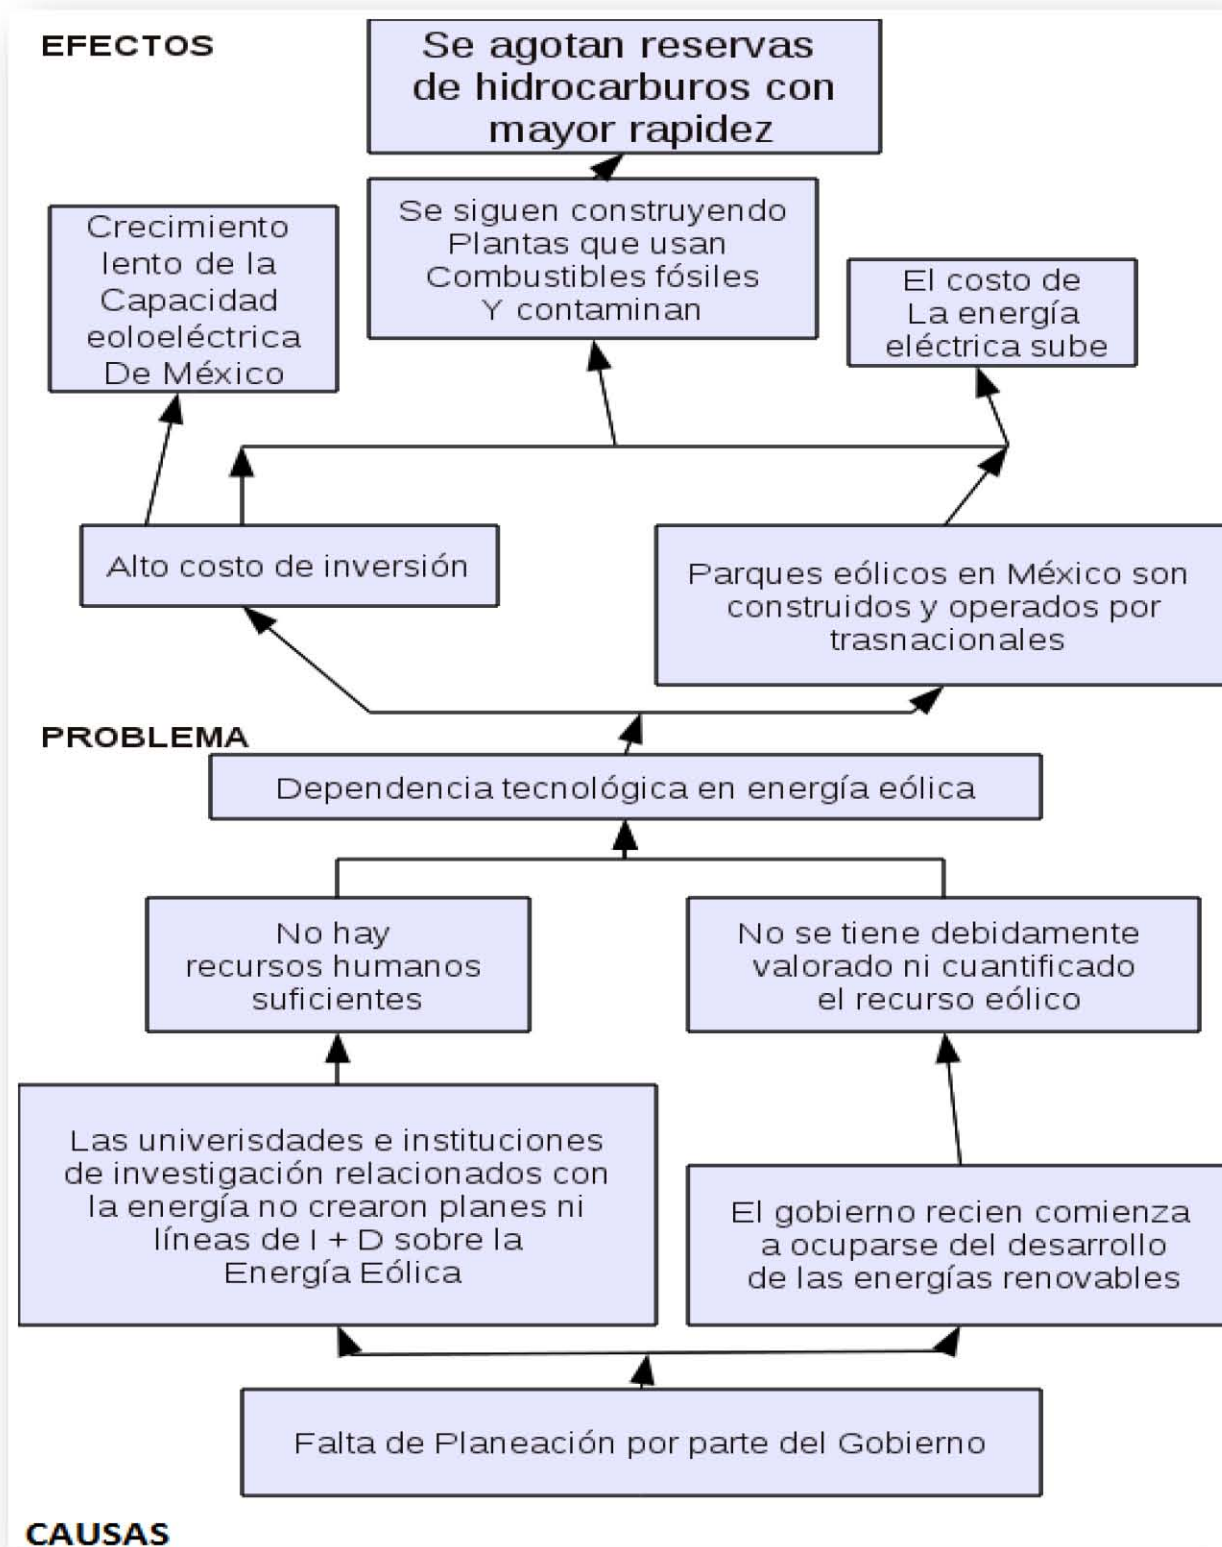 EFECTOS
Se agotan reservas
de hidrocarburos con
mayor rapidez
Crecimiento
lento de la
Capacidad
eoloeléctrica
De México
Se siguen construyendo
Plantas que usan
Combustibles fósiles
Y contaminan
El costo de
La energía
eléctrica sube
Alto costo de inversión
Parques eólicos en México son
construidos y operados por
trasnacionales
PROBLEMA
Dependencia tecnológica en energía eólica
No hay
recursos humanos
suficientes
No se tiene debidamente
valorado ni cuantificado
el recurso eólico
Las univerisdades e instituciones
de investigación relacionados con
la energía no crearon planes ni
líneas de I + D sobre la
Energía Eólica
El gobierno recien comienza
a ocuparse del desarrollo
de las energías renovables
Falta de Planeación por parte del Gobierno
CAUSAS